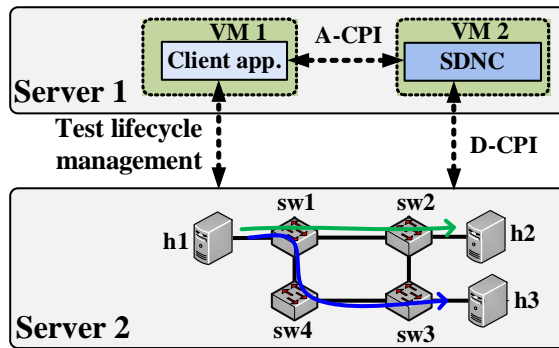 VM 1
A-CPI
VM 2
Client app.
SDNC
Server 1
Test lifecycle
management
D-CPI
sw1
sw2
h1
h2
h3
sw4
sw3
Server 2